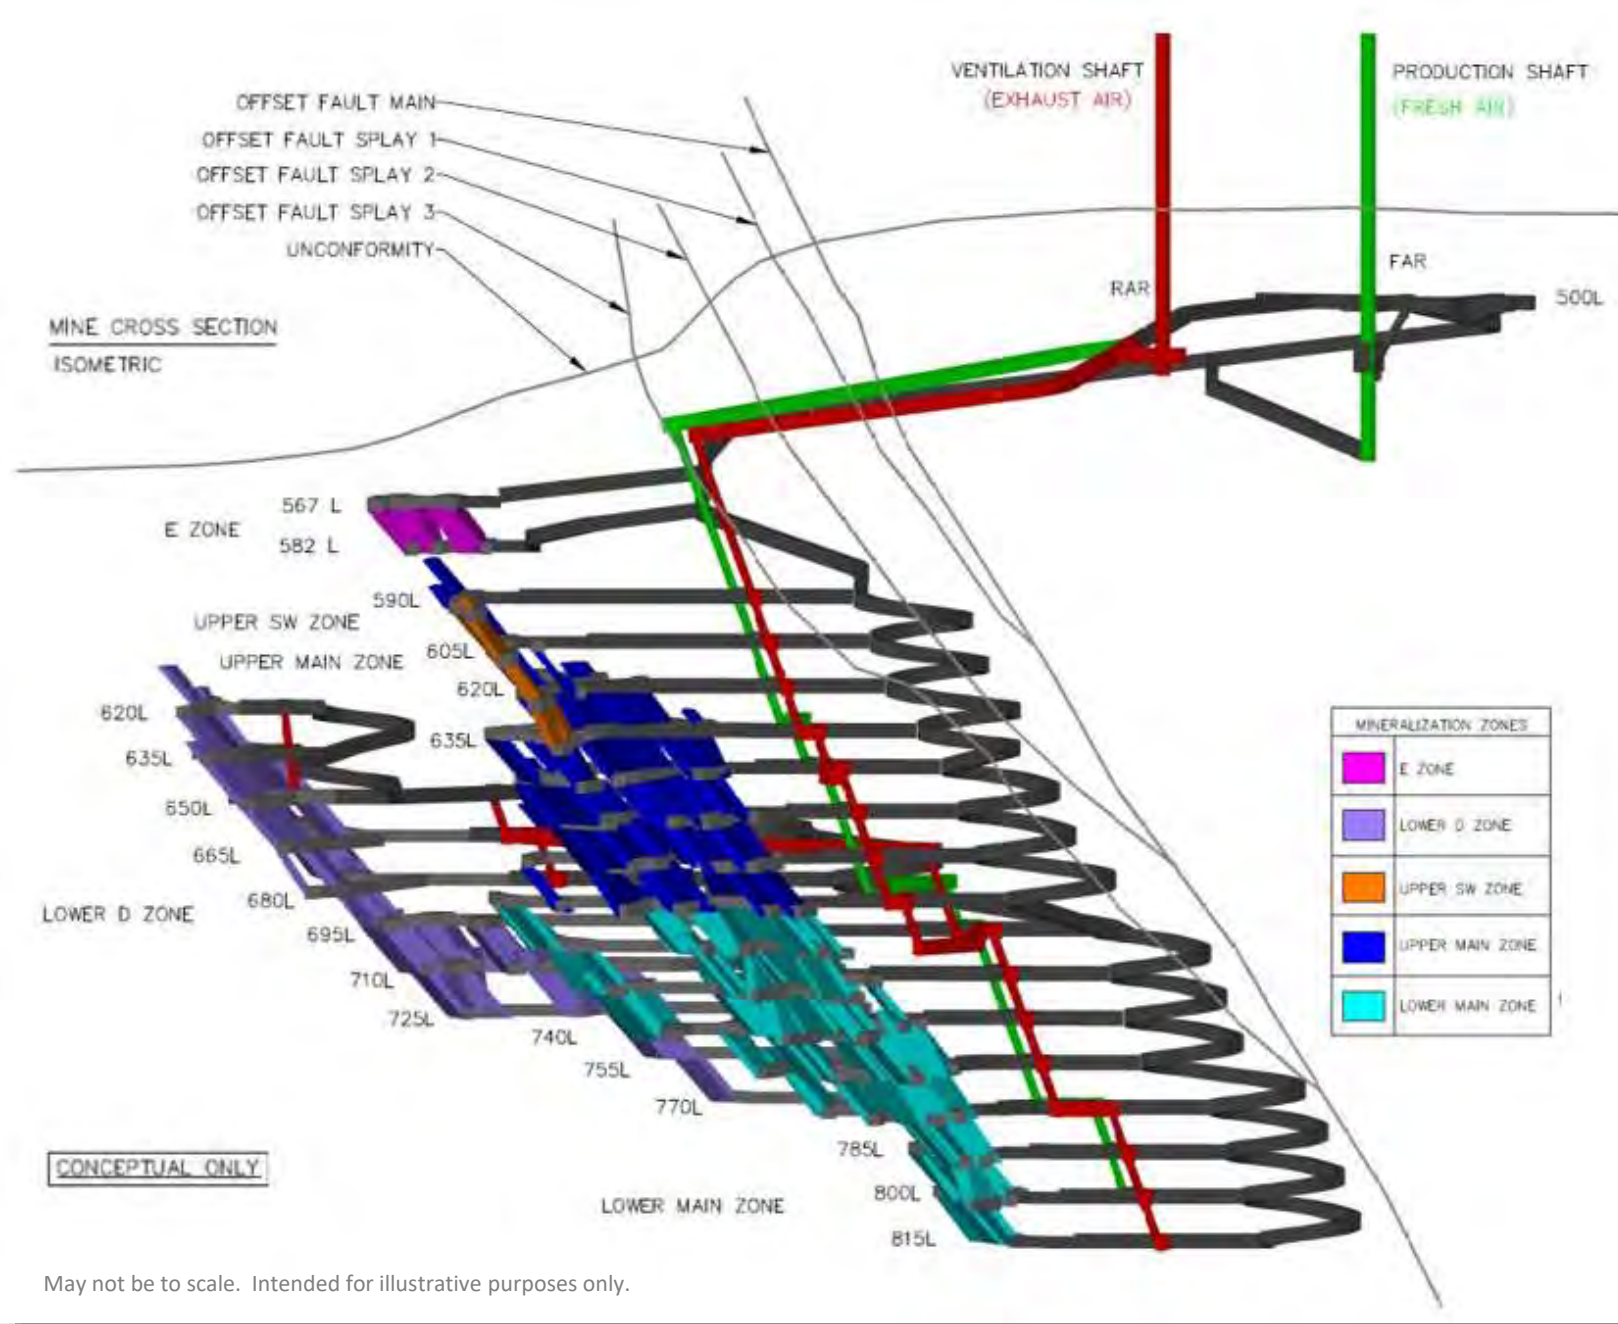 VENTILATION SHAFT
(EXHAUST AIR)
PRODUCTION SHAFT
(FRESH AIR)
OFFSET FAULT MAIN
OFFSET FAULT SPLAY 1
OFFSET FAULT SPLAY 2
OFFSET FAULT SPLAY 3
UNCONFORMITY
FAR
RAR
500L
MINE CROSS SECTION
ISOMETRIC
567 L
E ZONE
582 L
590L
UPPER SW ZONE
605L
UPPER MAIN ZONE
620L
620L
635L
635L
650L
665L
680L
LOWER D ZONE
695L
710L
725L
740L
755L
770L
785L
800L
815L
LOWER MAIN ZONE
MINERALIZATION ZONES
E ZONE
LOWER D ZONE
UPPER SW ZONE
UPPER MAIN ZONE
LOWER MAIN ZONE
CONCEPTUAL ONLY
May not be to scale. Intended for illustrative purposes only.